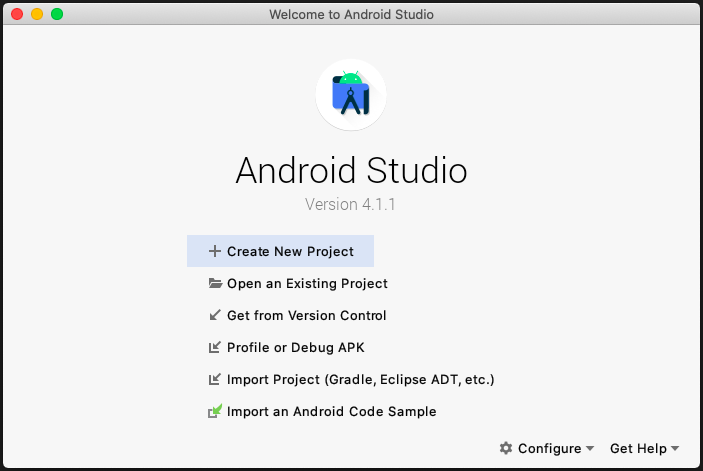 Welcome to Android Studio
Android Studio
Version 4.1.1
Create New Project
Open an Existing Project
Get from Version Control
Profile or Debug APK
Import Project (Gradle, Eclipse ADT, etc.)
Import an Android Code Sample
Configure Get Help